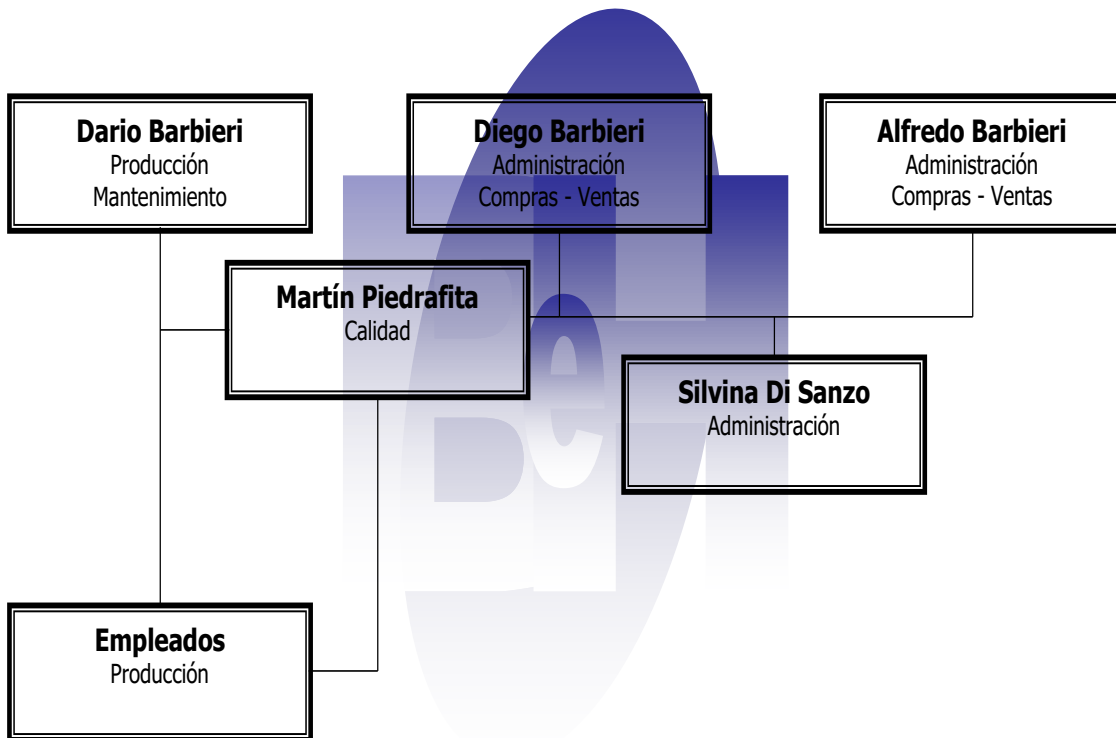 Dario Barbieri
Producción
Mantenimiento
Diego Barbieri
Administración
Compras - Ventas
Alfredo Barbieri
Administración
Compras - Ventas
Martín Piedrafita
Calidad
Silvina Di Sanzo
Administración
Empleados
Producción